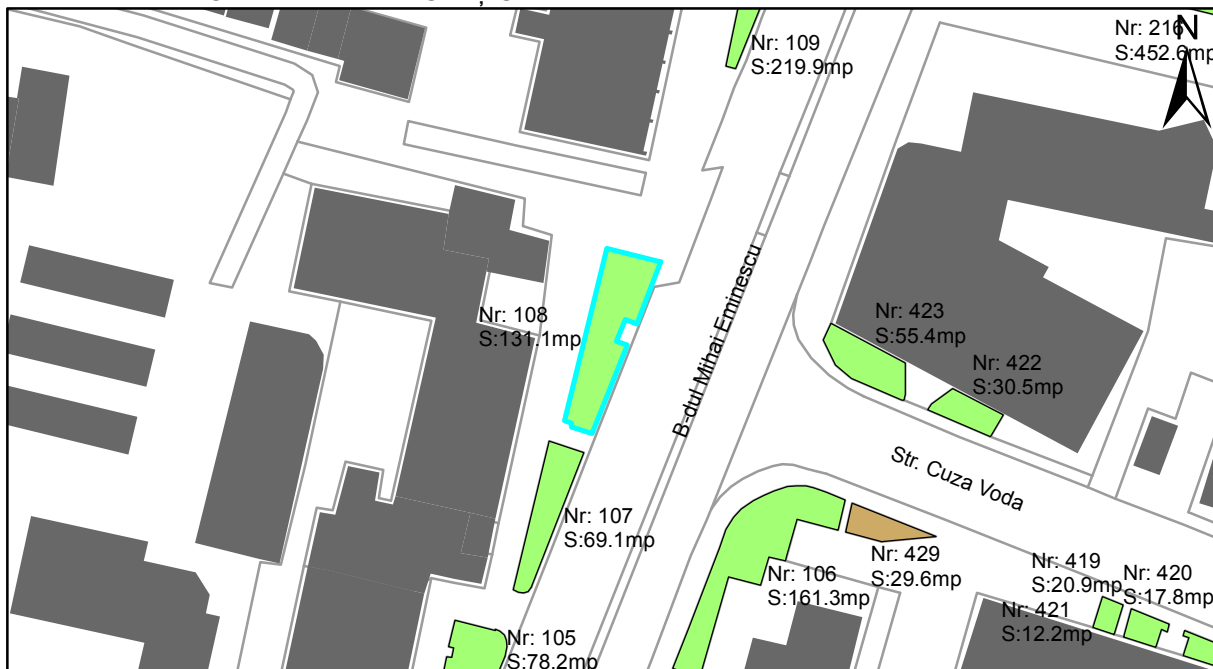 Nr: 109
S:219.9mp
Nr: 216
S:452.6mp
N
Nr: 108
S:131.1mp
B-dul Mihai Eminescu
Nr: 423
S:55.4mp
Nr: 422
S:30.5mp
Str. Cuza Voda
Nr: 107
S:69.1mp
Nr: 429
S:29.6mp
Nr: 106
S:161.3mp
Nr: 419
S:20.9mp
Nr: 420
S:17.8mp
Nr: 421
S:12.2mp
Nr: 105
S:78.2mp